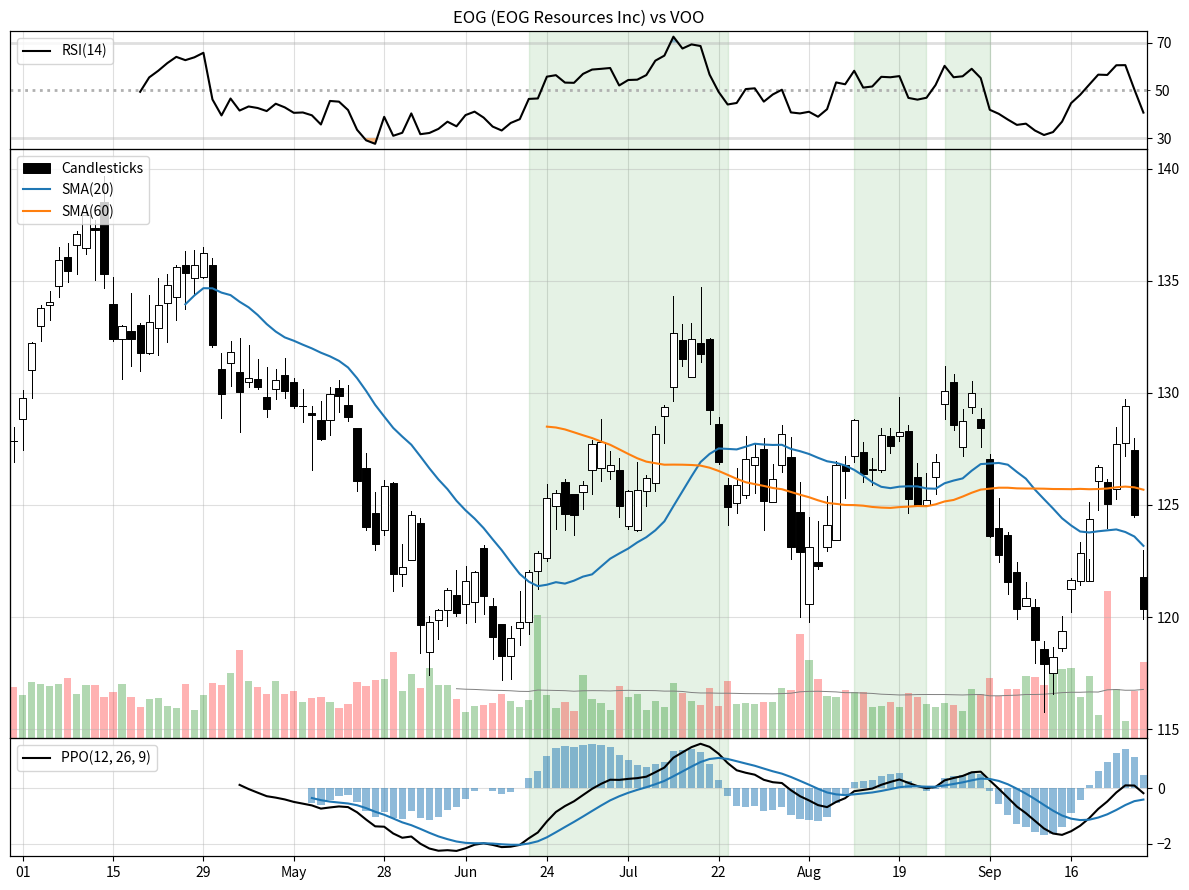 EOG (EOG Resources Inc) vs VOO
RSI(14)
70
50
30
Candlesticks
SMA(20)
SMA(60)
140
135
130
125
120
115
PPO(12, 26, 9)
0
−2
01 15 29 May 28 Jun 24 Jul 22 Aug 19 Sep 16